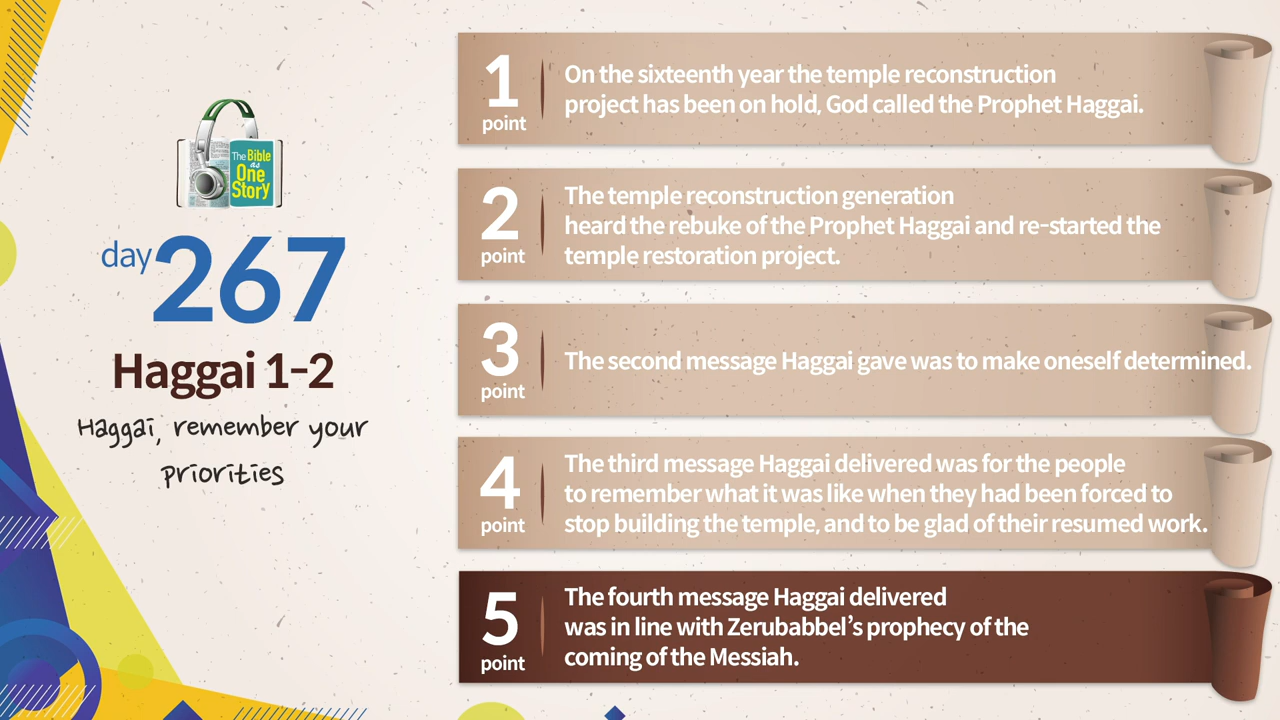 The Bible
as
One
Story
day267
Haggai 1-2
Haggai, remember your
priorities
1
point
On the sixteenth year the temple reconstruction
project has been on hold, God called the Prophet Haggai.
2
point
The temple reconstruction generation
heard the rebuke of the Prophet Haggai and re-started the
temple restoration project.
3
point
The second message Haggai gave was to make oneself determined.
4
point
The third message Haggai delivered was for the people
to remember what it was like when they had been forced to
stop building the temple, and to be glad of their resumed work.
5
point
The fourth message Haggai delivered
was in line with Zerubabbel's prophecy of the
coming of the Messiah.